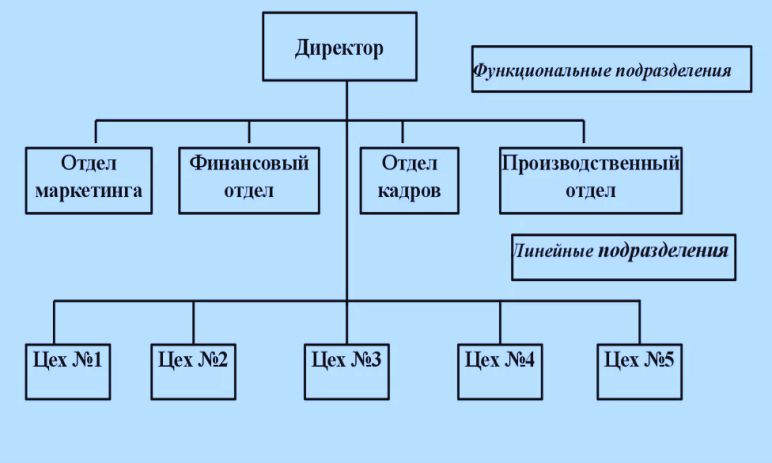 Директор
Функциональные подразделения
Отдел
маркетинга
Финансовый
отдел
Отдел
кадров
Производственный
отдел
Линейные подразделения
Цех №1
Цех №2
Цех №3
Цех №4
Цех №5